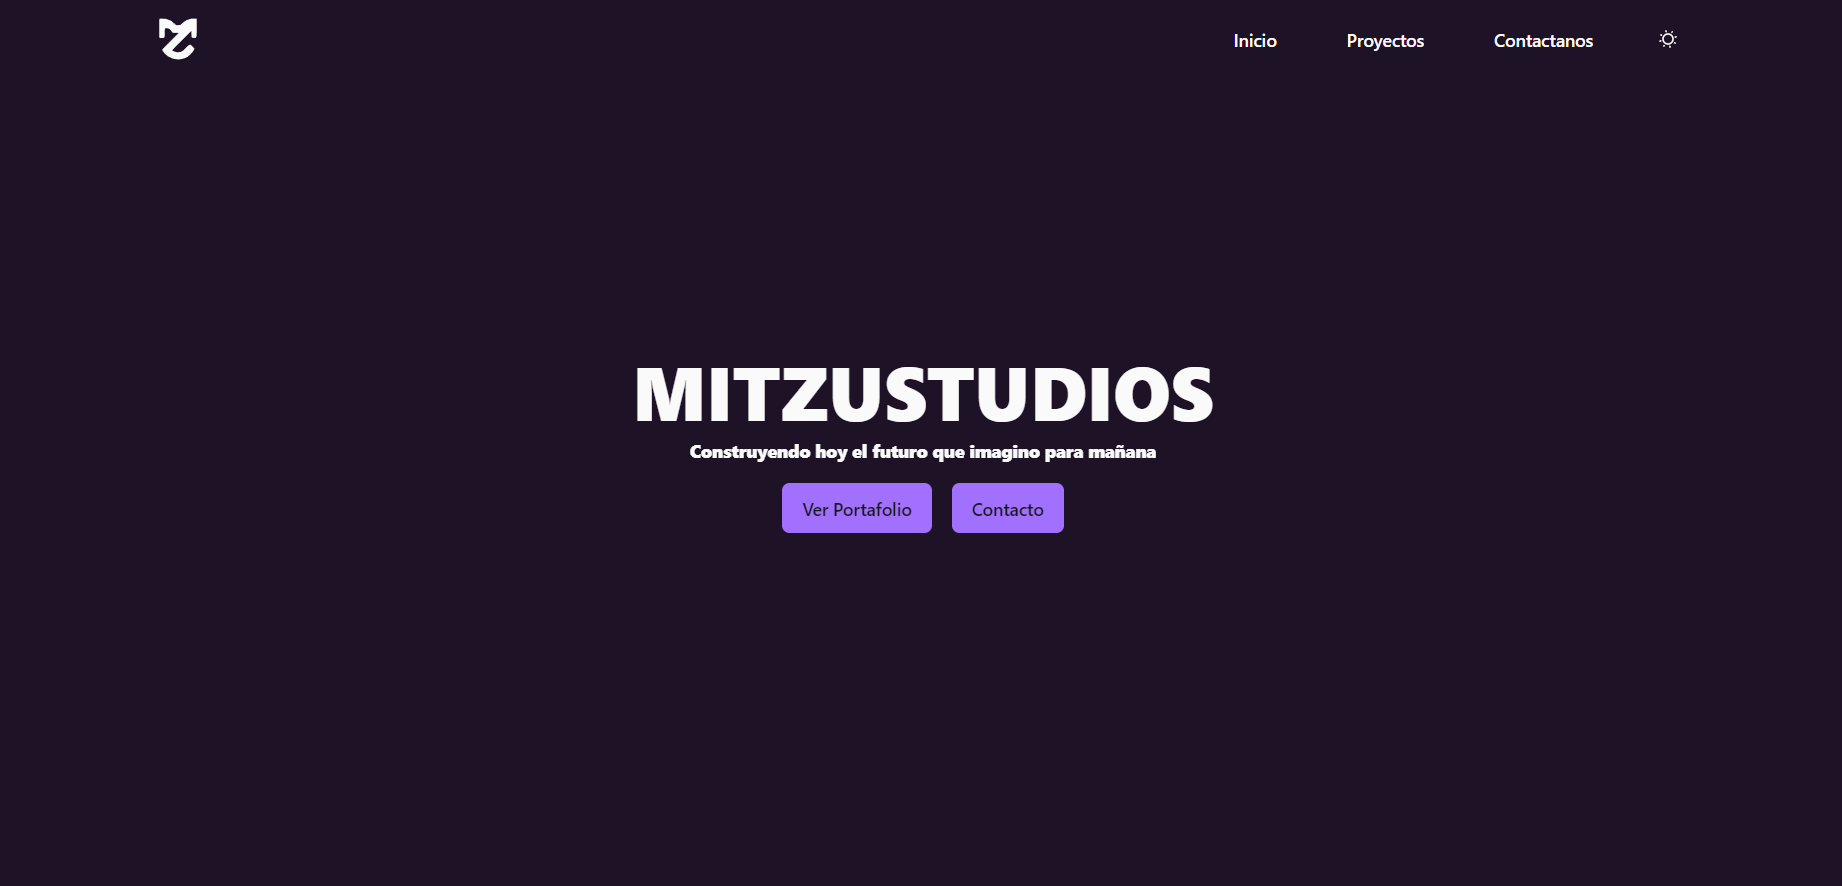 Inicio Proyectos Contactanos
MITZUSTUDIOS
Construyendo hoy el futuro que imagino para mañana
Ver Portafolio Contacto